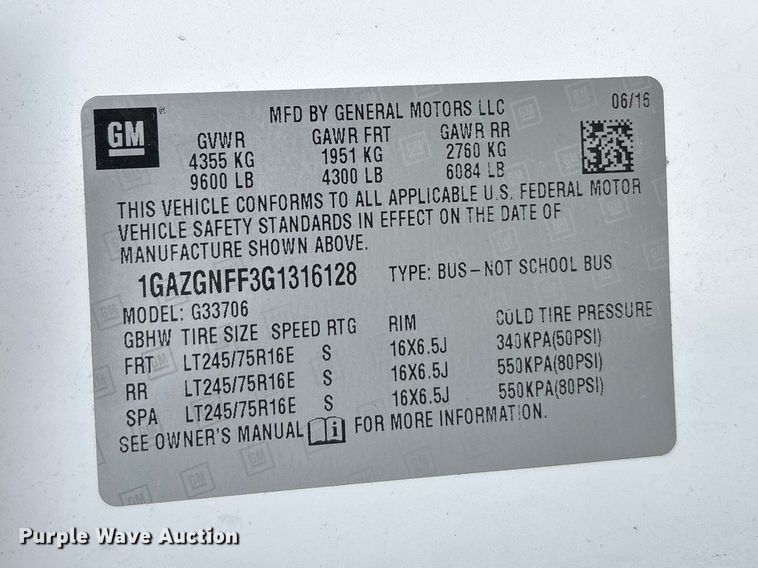 GM
MFD BY GENERAL MOTORS LLC
06/16
GVWR GAWR FRT GAWR RR
4355 KG 1951 KG 2760 KG
9600 LB 4300 LB 6084 LB
THIS VEHICLE CONFORMS TO ALL APPLICABLE U.S. FEDERAL MOTOR
VEHICLE SAFETY STANDARDS IN EFFECT ON THE DATE OF
MANUFACTURE SHOWN ABOVE.
1GAZGNFF3G1316128 TYPE: BUS-NOT SCHOOL BUS
MODEL: G33706
GBHW TIRE SIZE SPEED RTG RIM COLD TIRE PRESSURE
FRT LT245/75R16E S 16X6.5J 340KPA(50PSI)
RR LT245/75R16E S 16X6.5J 550KPA(80PSI)
SPA LT245/75R16E S 16X6.5J 550KPA(80PSI)
SEE OWNER'S MANUAL i FOR MORE INFORMATION.
Purple Wave Auction